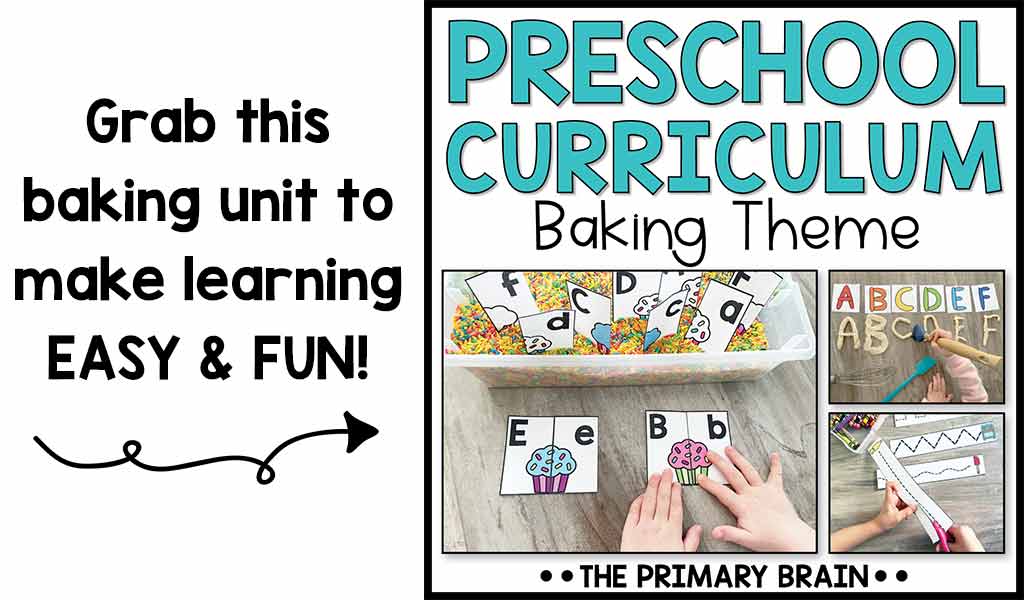 Grab this
baking unit to
make learning
EASY & FUN!
PRESCHOOL
CURRICULUM
Baking Theme
f
d
C
D
c
a
E e
B b
A B C D E F
A B C D E F
••THE PRIMARY BRAIN••